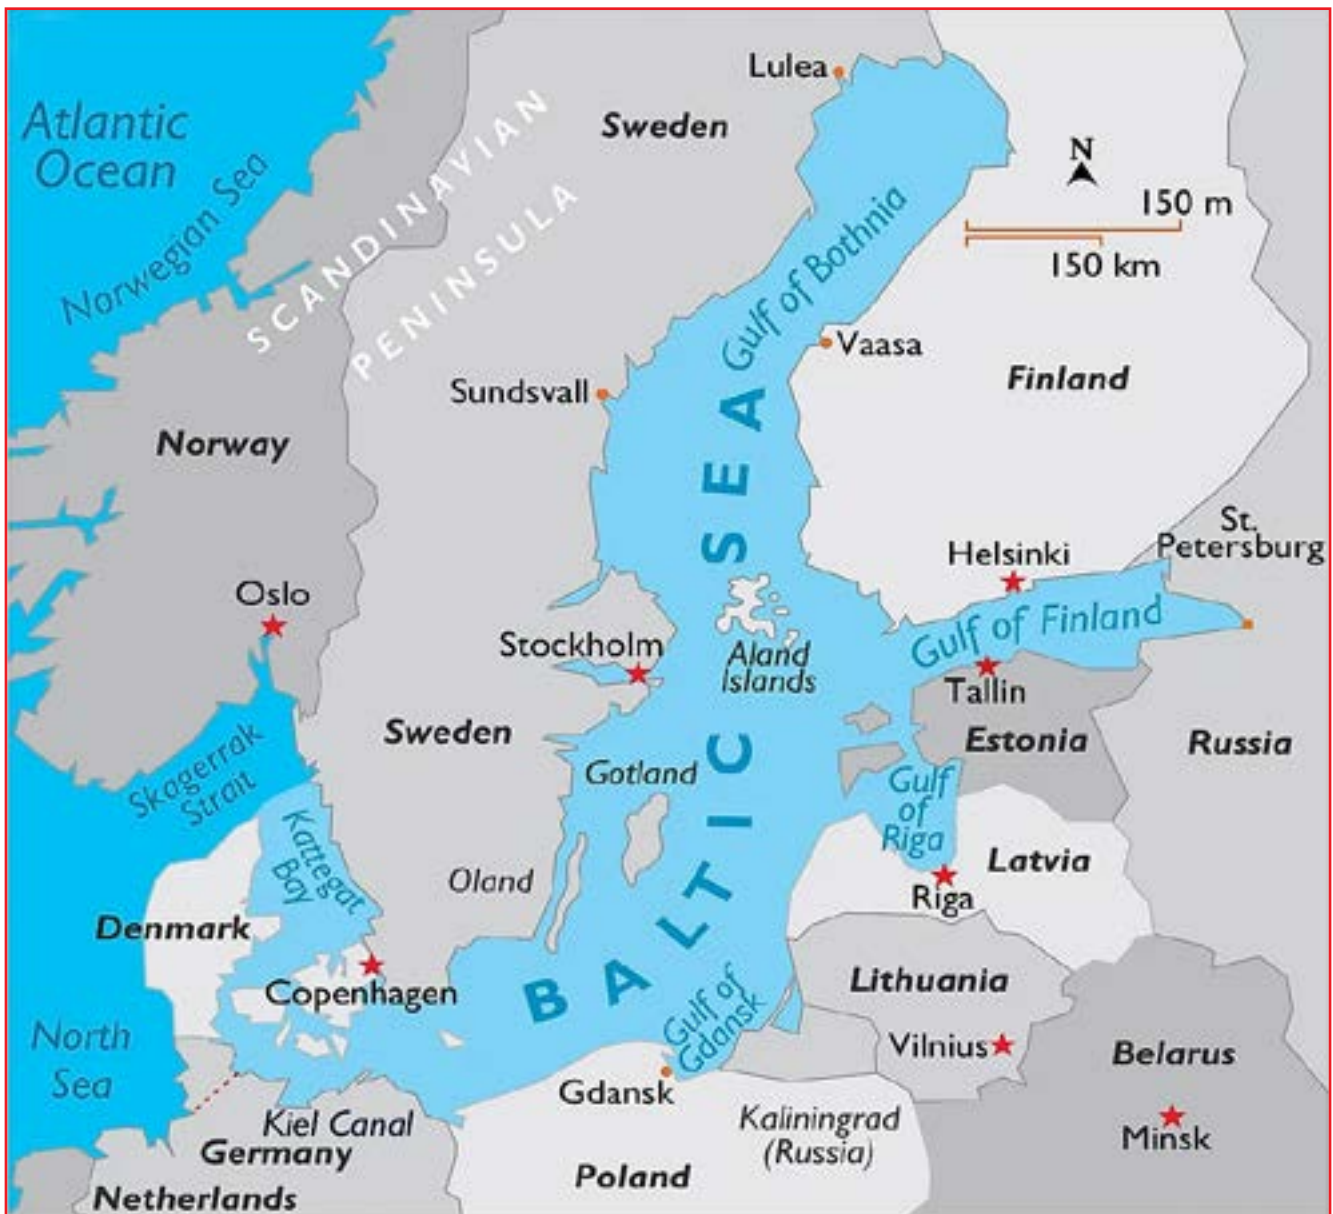 Lulea
Sweden
Atlantic
Ocean
N
Norwegian Sea
SCANDINAVIAN
PENINSULA
150 m
150 km
Gulf of Bothnia
Vaasa
Sundsvall
Finland
Norway
BALTIC SEA
St.
Petersburg
Helsinki
Oslo
Gulf of Finland
Stockholm
Aland
Islands
Tallin
Sweden
Estonia
Russia
Skagerrak
Strait
Gotland
Gulf
of
Riga
Kattegat
Bay
Oland
Latvia
Riga
Denmark
Copenhagen
Lithuania
Gulf of
Gdansk
North
Sea
Vilnius
Belarus
Gdansk
Kiel Canal
Kaliningrad
(Russia)
Minsk
Germany
Poland
Netherlands